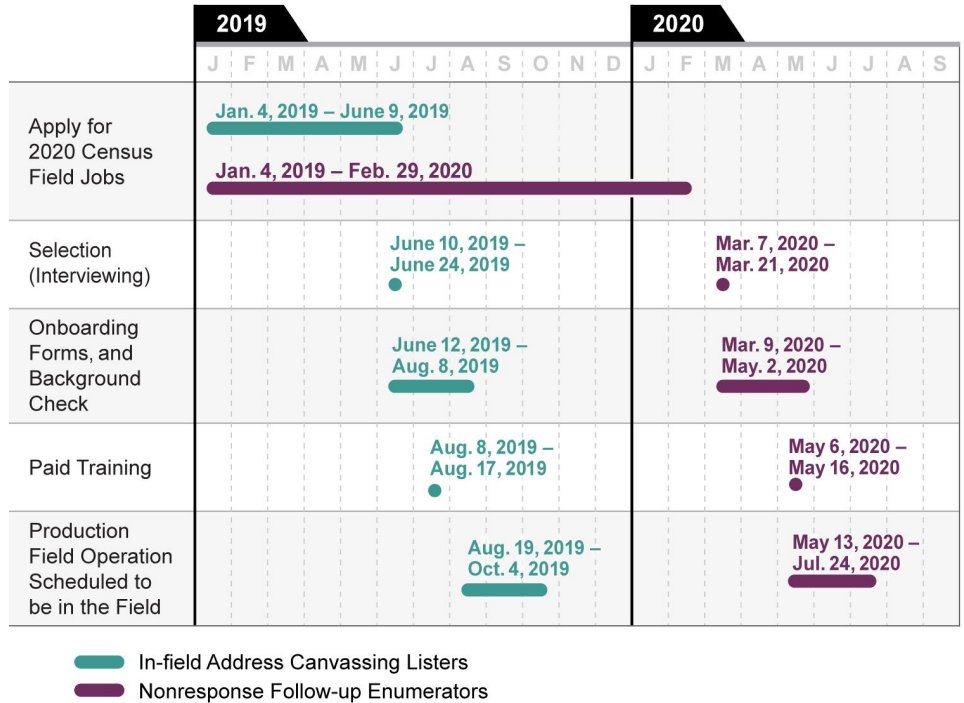 2019
2020
J F M A M J J A S O N D J F M A M J J A S
Apply for
2020 Census
Field Jobs
Jan. 4, 2019 – June 9, 2019
Jan. 4, 2019 – Feb. 29, 2020
Selection
(Interviewing)
June 10, 2019 –
June 24, 2019
Mar. 7, 2020 –
Mar. 21, 2020
Onboarding
Forms, and
Background
Check
June 12, 2019 –
Aug. 8, 2019
Mar. 9, 2020 –
May. 2, 2020
Paid Training
Aug. 8, 2019 –
Aug. 17, 2019
May 6, 2020 –
May 16, 2020
Production
Field Operation
Scheduled to
be in the Field
Aug. 19, 2019 –
Oct. 4, 2019
May 13, 2020 –
Jul. 24, 2020
In-field Address Canvassing Listers
Nonresponse Follow-up Enumerators